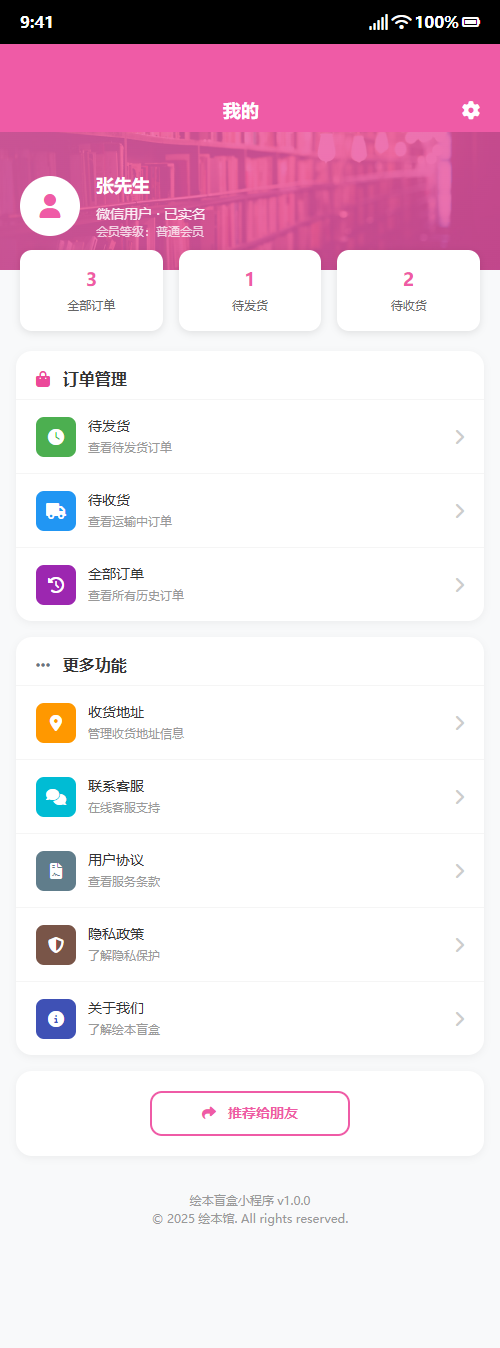 9:41
100%
我的
张先生
微信用户 · 已实名
会员等级：普通会员
3
全部订单
1
待发货
2
待收货
订单管理
待发货
查看待发货订单
待收货
查看运输中订单
全部订单
查看所有历史订单
更多功能
收货地址
管理收货地址信息
联系客服
在线客服支持
用户协议
查看服务条款
隐私政策
了解隐私保护
关于我们
了解绘本盲盒
推荐给朋友
绘本盲盒小程序 v1.0.0
© 2025 绘本馆. All rights reserved.